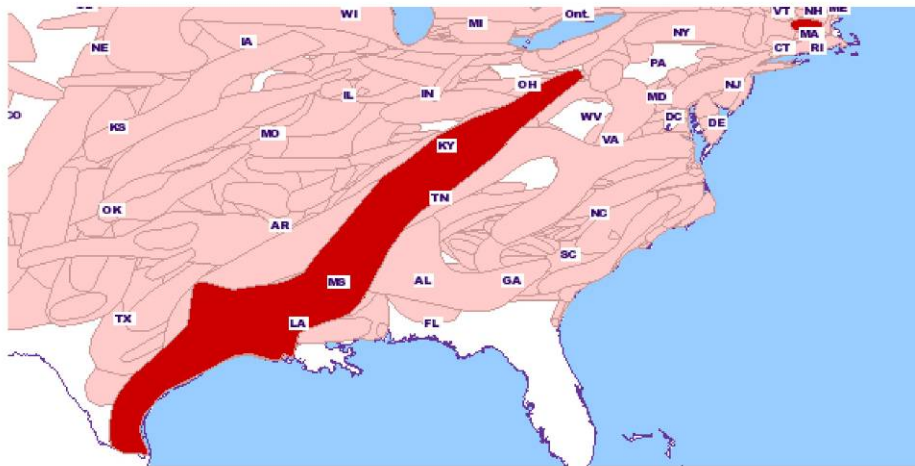 WI
MI
Ont.
VT
NH
ME
NE
IA
NY
MA
CT
RI
PA
OH
IL
IN
NJ
MD
WV
DC
DE
VA
KS
MO
KY
TN
OK
AR
NC
SC
MS
AL
GA
TX
LA
FL